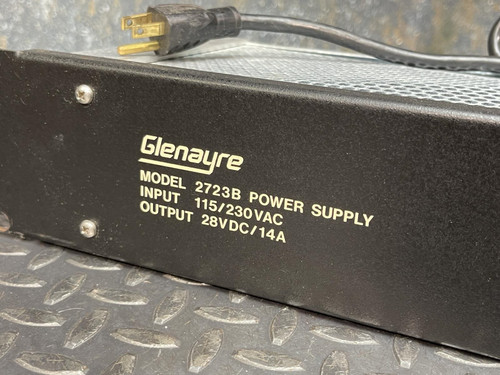 Glenayre
MODEL 2723B POWER SUPPLY
INPUT 115/230VAC
OUTPUT 28VDC/14A